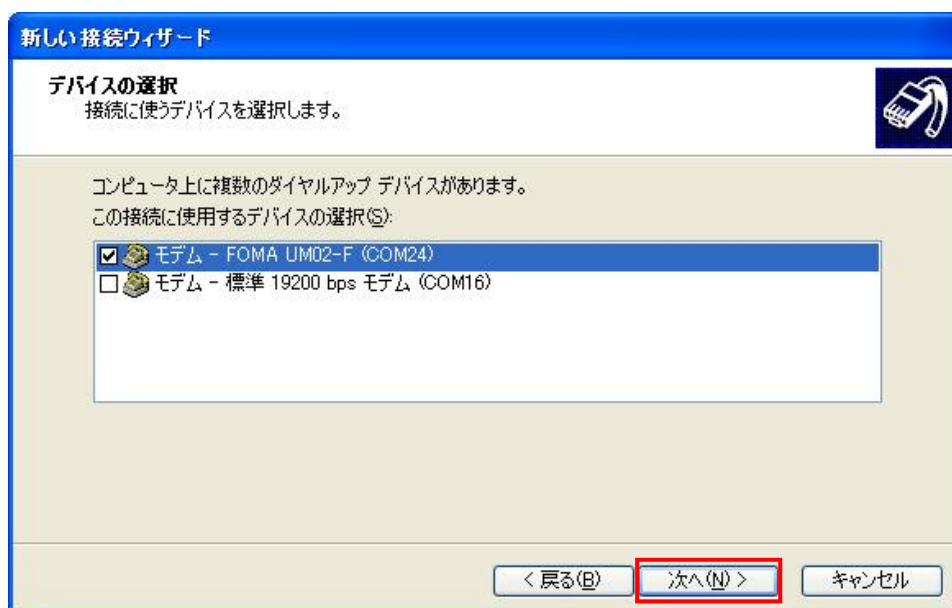 新しい接続ウィザード
デバイスの選択
接続に使うデバイスを選択します。
コンピュータ上に複数のダイヤルアップ デバイスがあります。
この接続に使用するデバイスの選択(S):
モデム - FOMA UM02-F (COM24)
モデム - 標準 19200 bps モデム (COM16)
< 戻る(B)
次へ(N) >
キャンセル